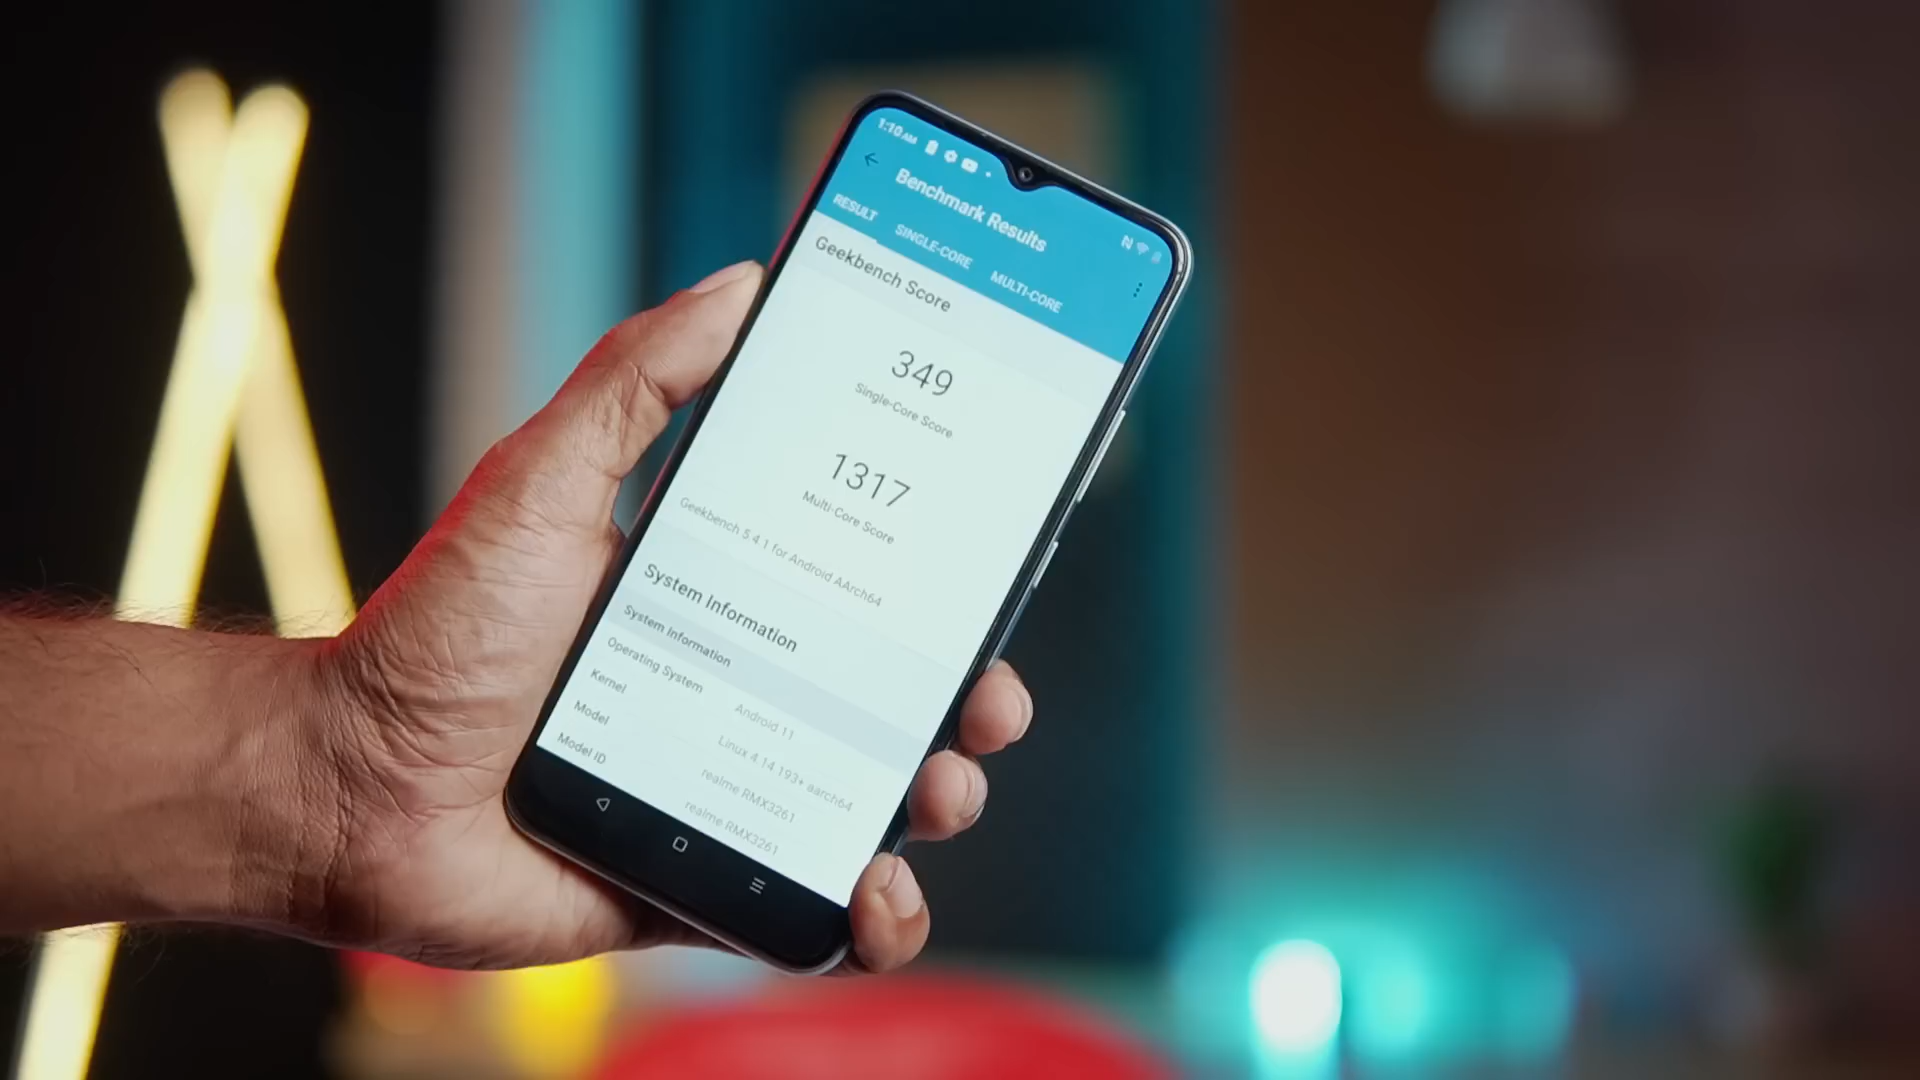 1:10 AM
Benchmark Results
RESULT
SINGLE-CORE
MULTI-CORE
Geekbench Score
349
Single-Core Score
1317
Multi-Core Score
Geekbench 5.4.1 for Android AArch64
System Information
System Information
Operating System
Android 11
Kernel
Linux 4.14.193+ aarch64
Model
realme RMX3261
Model ID
realme RMX3261